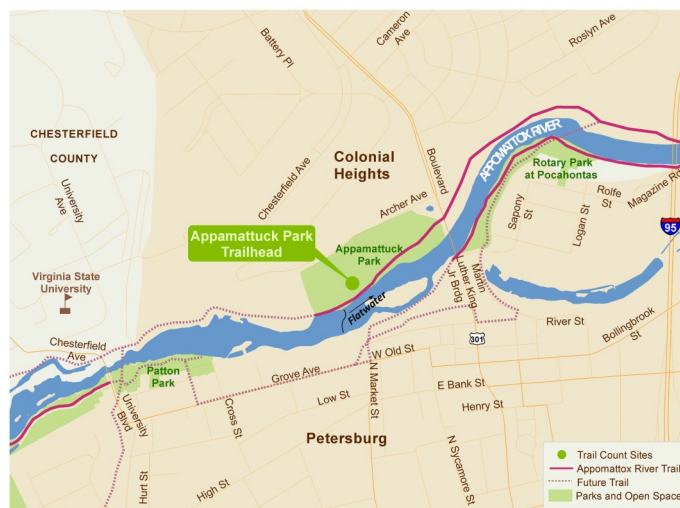 Battery Pl
Cameron
Ave
Roslyn Ave
CHESTERFIELD
COUNTY
University
Ave
Chesterfield Ave
Colonial
Heights
Boulevard
APPOMATTOX RIVER
Rotary Park
at Pocahontas
Rolfe
St
Magazine Rd
Archer Ave
Sapony
St
Logan St
95
Appamattuck Park
Trailhead
Appamattuck
Park
Virginia State
University
Flatwater
Martin
Luther King
Jr Brdg
River St
Bollingbrook
St
301
Chesterfield
Ave
Patton
Park
Grove Ave
W Old St
N Market St
E Bank St
Low St
Henry St
University
Blvd
Cross St
Petersburg
N Sycamore St
Hurt St
High St
Trail Count Sites
Appomattox River Trail
Future Trail
Parks and Open Space